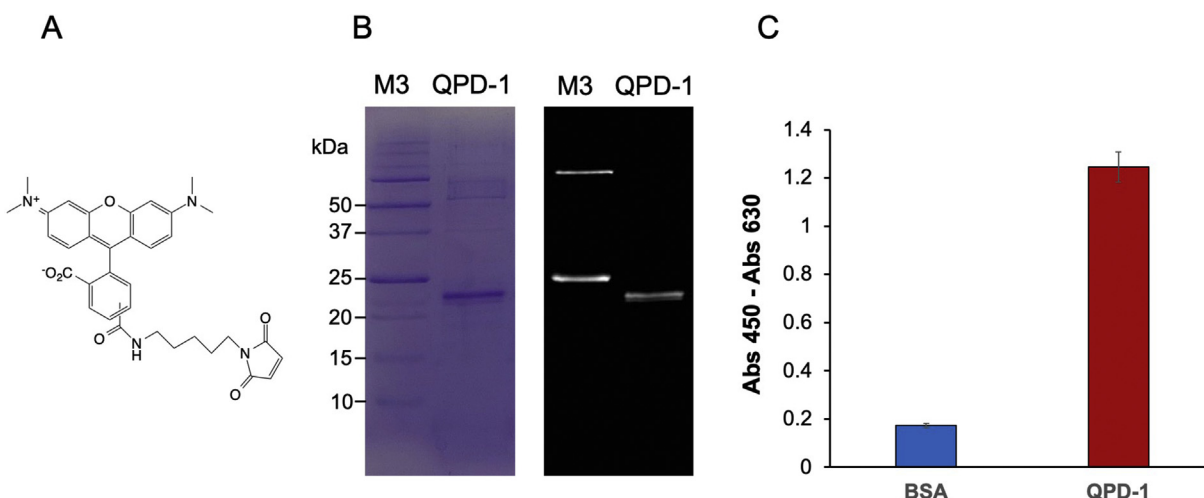 A
B
C
M3 QPD-1
M3 QPD-1
kDa
50
37
25
20
15
10
N+
O
N
-O2C
O
N
H
N
O
O
Abs 450 - Abs 630
1.4
1.2
1
0.8
0.6
0.4
0.2
0
BSA
QPD-1